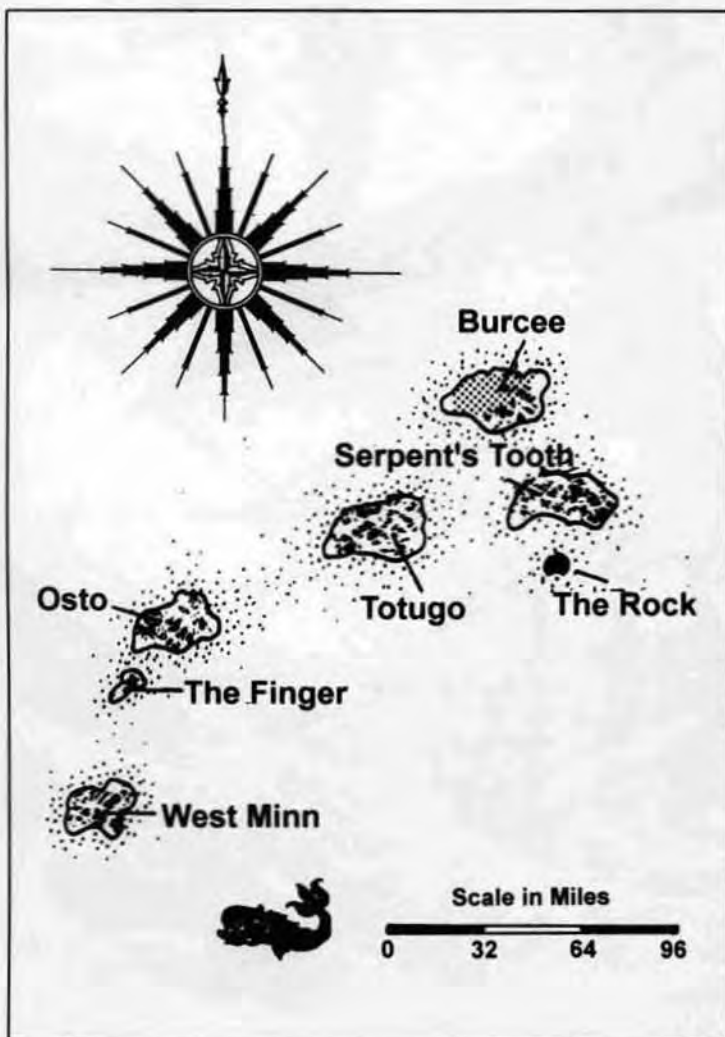 Burcee
Serpent's Tooth
Totugo
The Rock
Osto
The Finger
West Minn
Scale in Miles
0 32 64 96